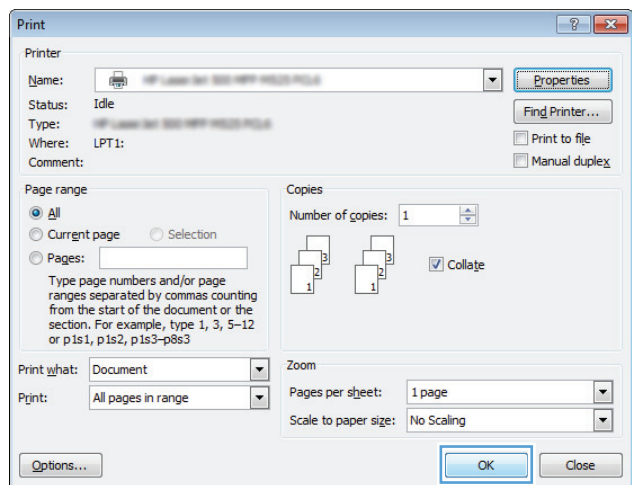 Print
Printer
Name:
Properties
Status: Idle
Find Printer...
Type:
Where: LPT1:
Print to file
Comment:
Manual duplex
Page range
All
Current page Selection
Pages:
Type page numbers and/or page
ranges separated by commas counting
from the start of the document or the
section. For example, type 1, 3, 5–12
or p1s1, p1s2, p1s3–p8s3
Copies
Number of copies: 1
1 2 3
1 2 3
Collate
Print what: Document
Print: All pages in range
Zoom
Pages per sheet: 1 page
Scale to paper size: No Scaling
Options...
OK
Close